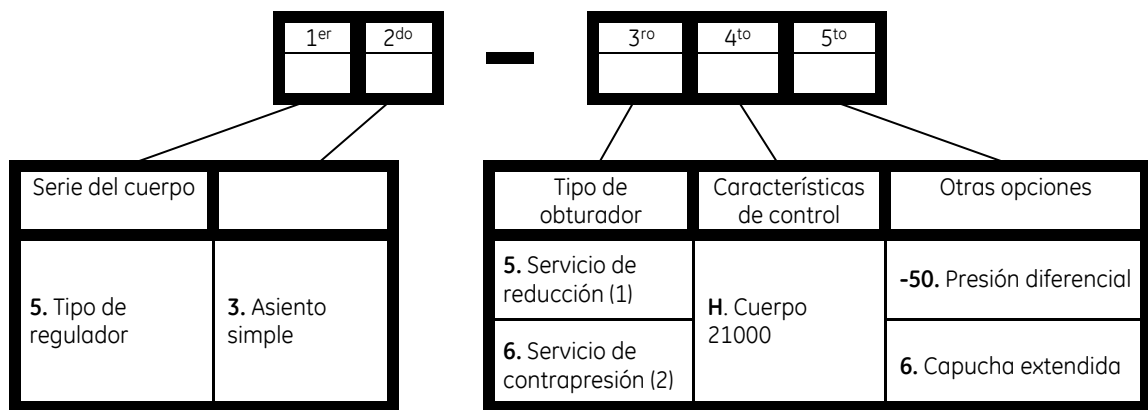 1er 2do 3ro 4to 5to
Serie del cuerpo
5. Tipo de
regulador
3. Asiento
simple
Tipo de
obturador
Características
de control
Otras opciones
5. Servicio de
reducción (1)
6. Servicio de
contrapresión (2)
H. Cuerpo
21000
-50. Presión diferencial
6. Capucha extendida